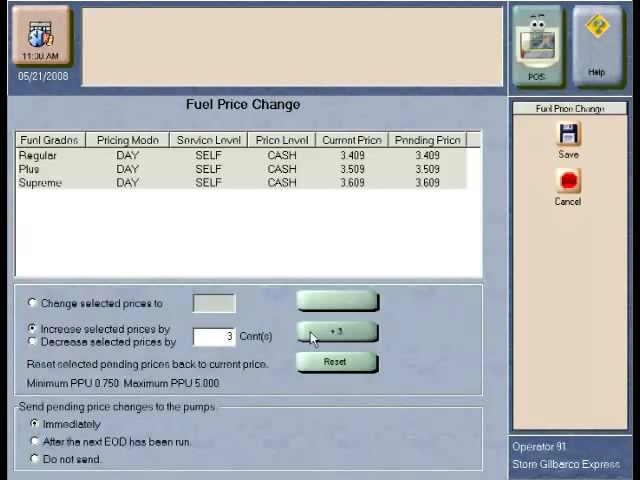 11:00 AM
05/21/2008
POS
Help
Fuel Price Change
Fuel Grades Pricing Mode Service Level Price Level Current Price Pending Price
Regular DAY SELF CASH 3.409 3.409
Plus DAY SELF CASH 3.509 3.509
Supreme DAY SELF CASH 3.609 3.609
Change selected prices to
Increase selected prices by
Decrease selected prices by
3 Cent(s)
+ 3
Reset selected pending prices back to current price.
Reset
Minimum PPU 0.750 Maximum PPU 5.000
Send pending price changes to the pumps.
Immediately
After the next EOD has been run.
Do not send.
Fuel Price Change
Save
Cancel
Operator 91
Store Gilbarco Express